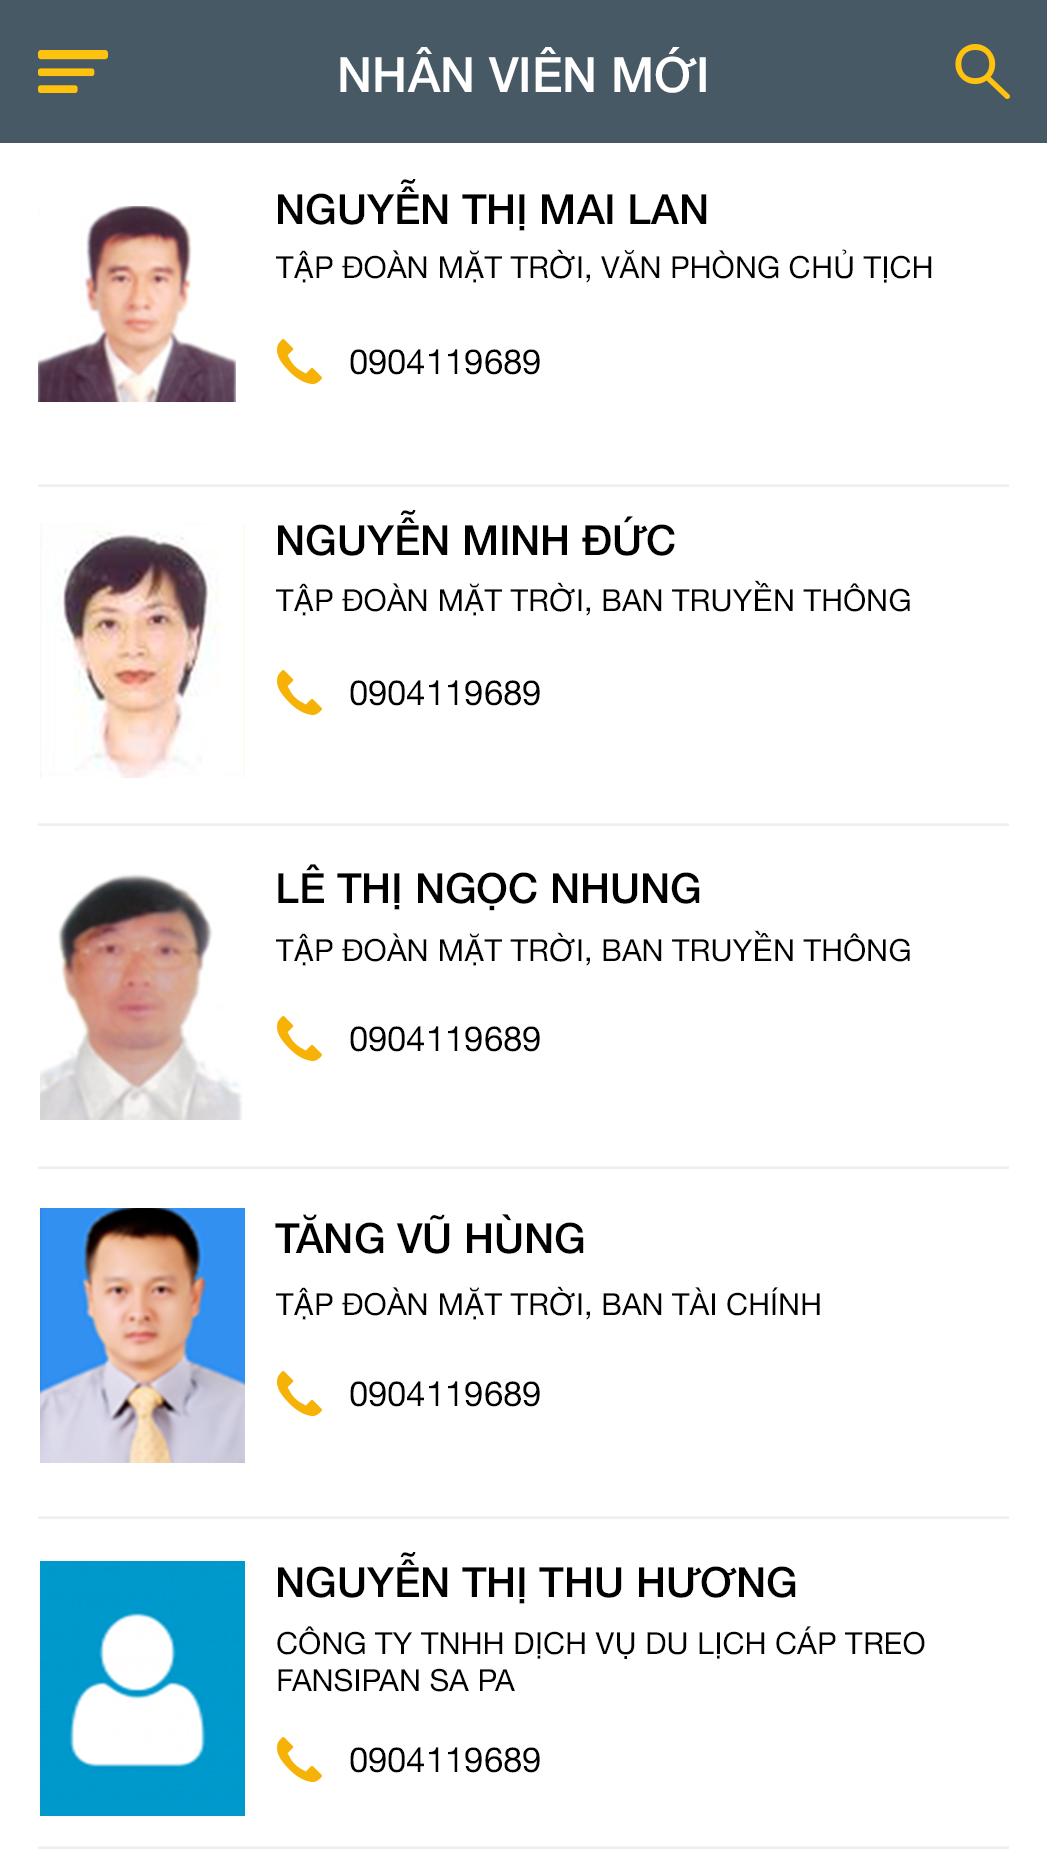 NHÂN VIÊN MỚI
NGUYỄN THỊ MAI LAN
TẬP ĐOÀN MẶT TRỜI, VĂN PHÒNG CHỦ TỊCH
0904119689
NGUYỄN MINH ĐỨC
TẬP ĐOÀN MẶT TRỜI, BAN TRUYỀN THÔNG
0904119689
LÊ THỊ NGỌC NHUNG
TẬP ĐOÀN MẶT TRỜI, BAN TRUYỀN THÔNG
0904119689
TĂNG VŨ HÙNG
TẬP ĐOÀN MẶT TRỜI, BAN TÀI CHÍNH
0904119689
NGUYỄN THỊ THU HƯƠNG
CÔNG TY TNHH DỊCH VỤ DU LỊCH CÁP TREO
FANSIPAN SA PA
0904119689